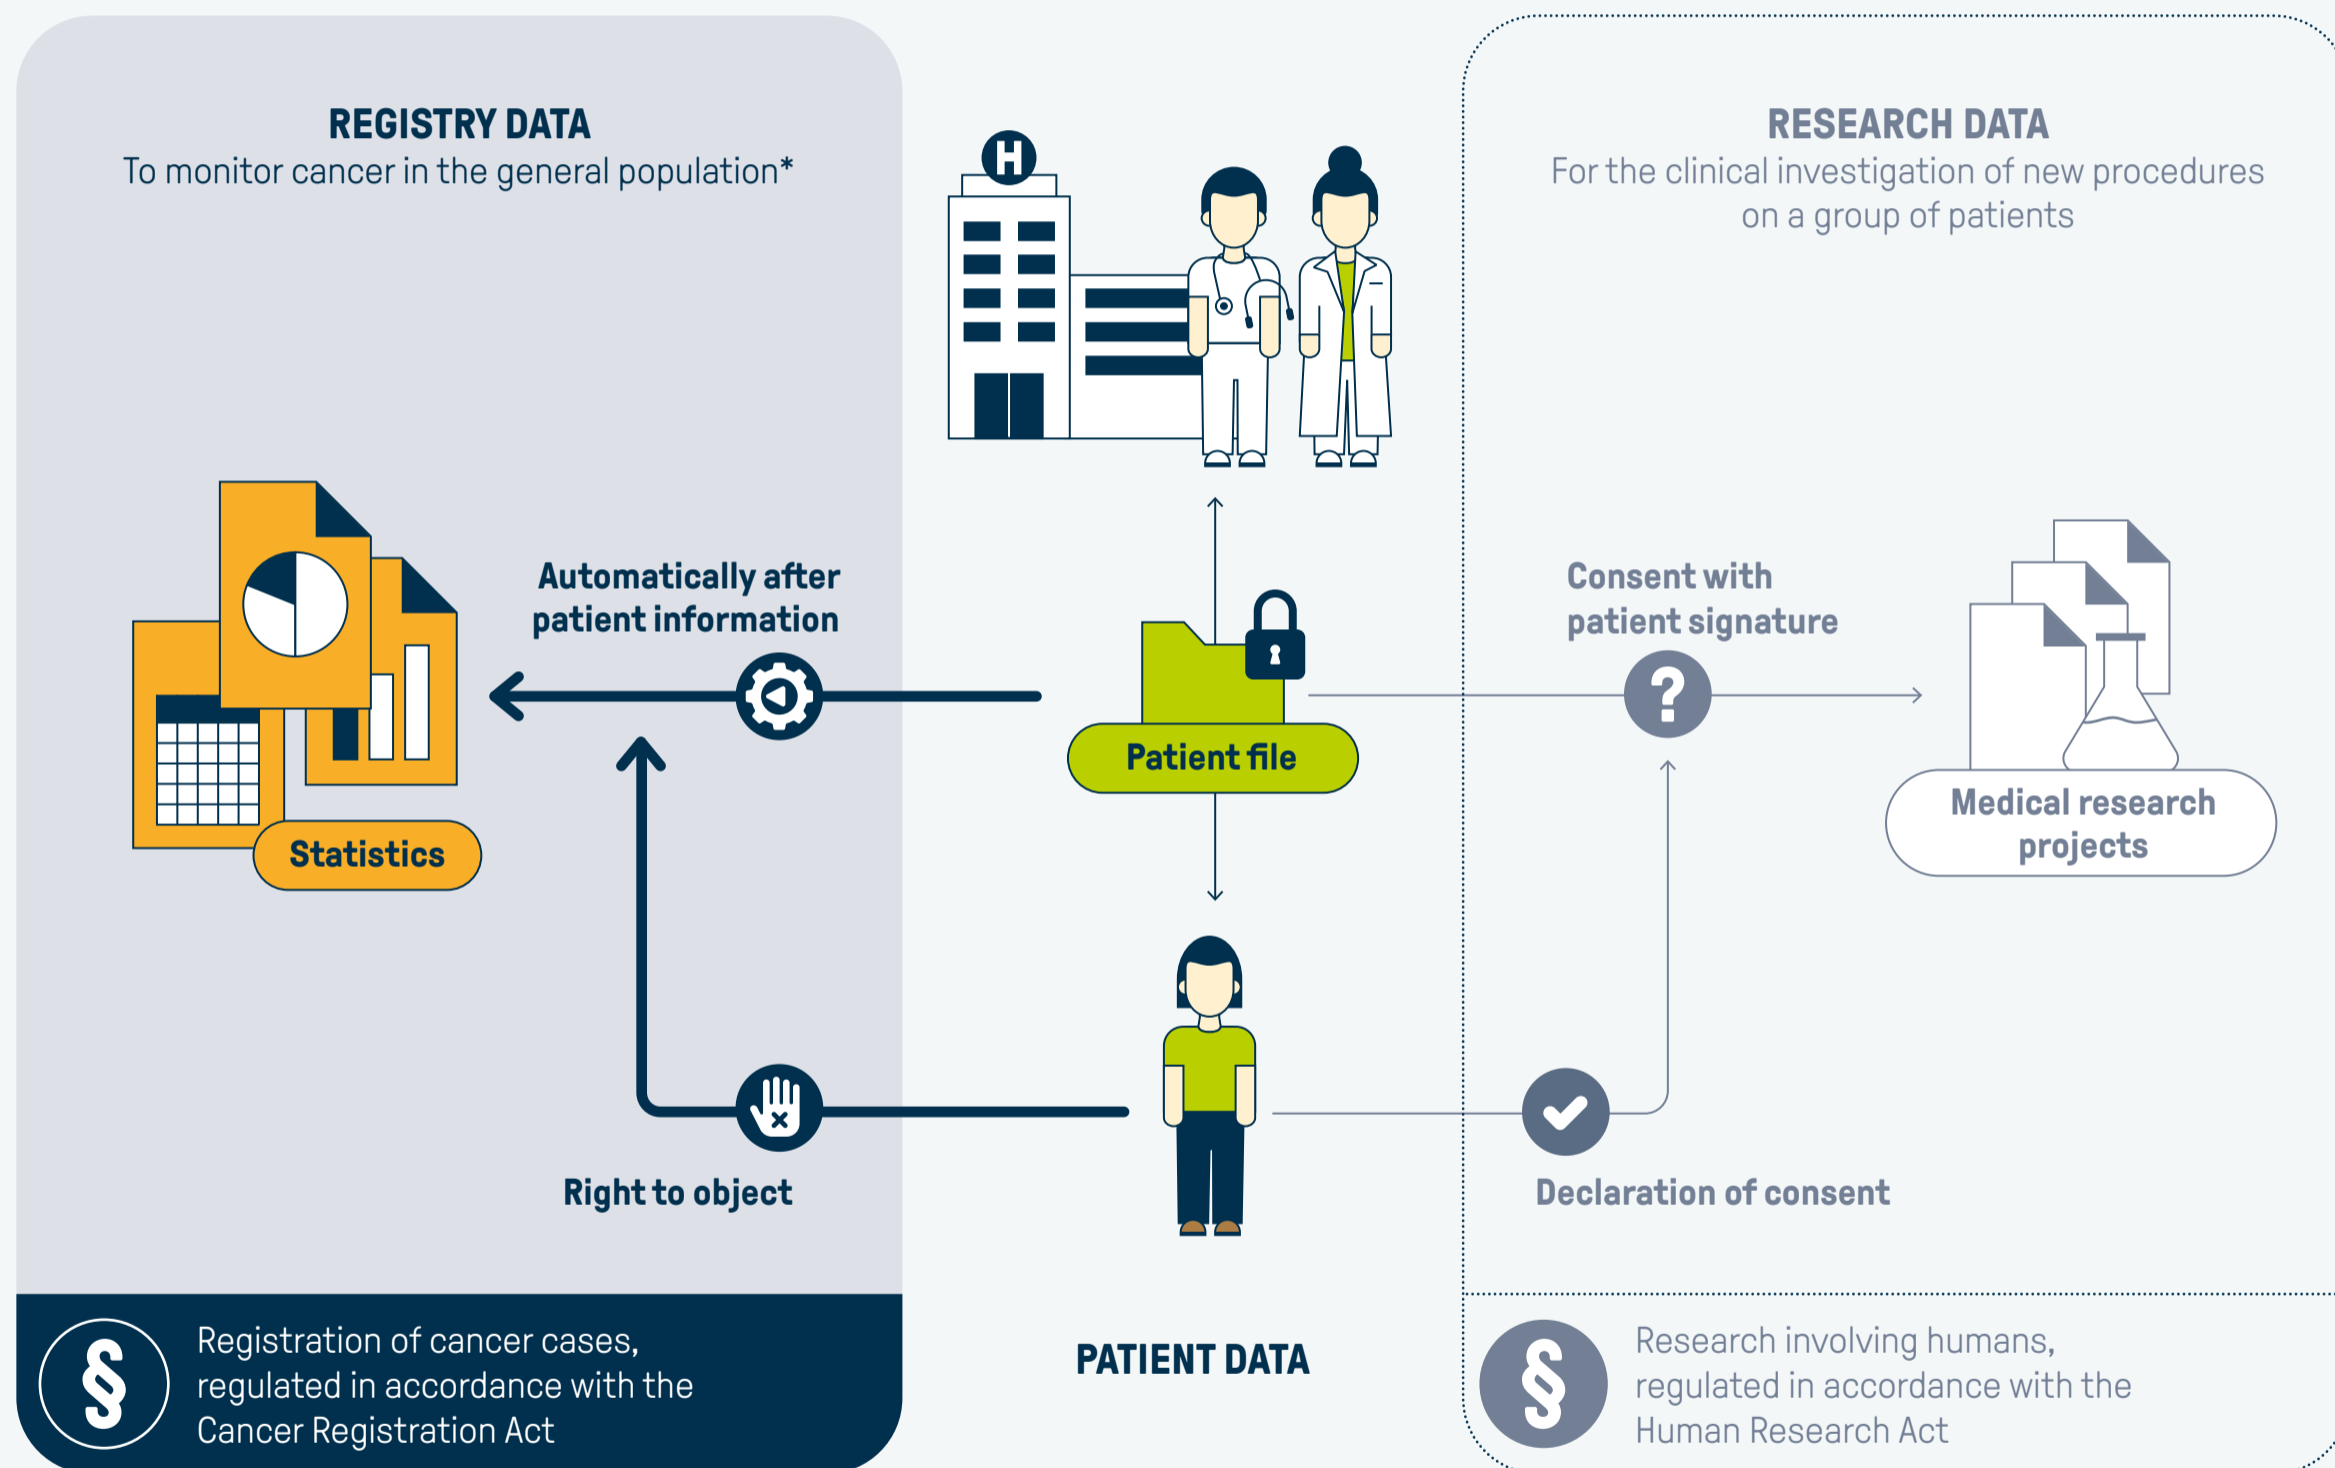 REGISTRY DATA
To monitor cancer in the general population*
H
RESEARCH DATA
For the clinical investigation of new procedures
on a group of patients
Automatically after
patient information
Consent with
patient signature
?
Patient file
Statistics
Medical research
projects
Right to object
Declaration of consent
§
Registration of cancer cases,
regulated in accordance with the
Cancer Registration Act
PATIENT DATA
§
Research involving humans,
regulated in accordance with the
Human Research Act